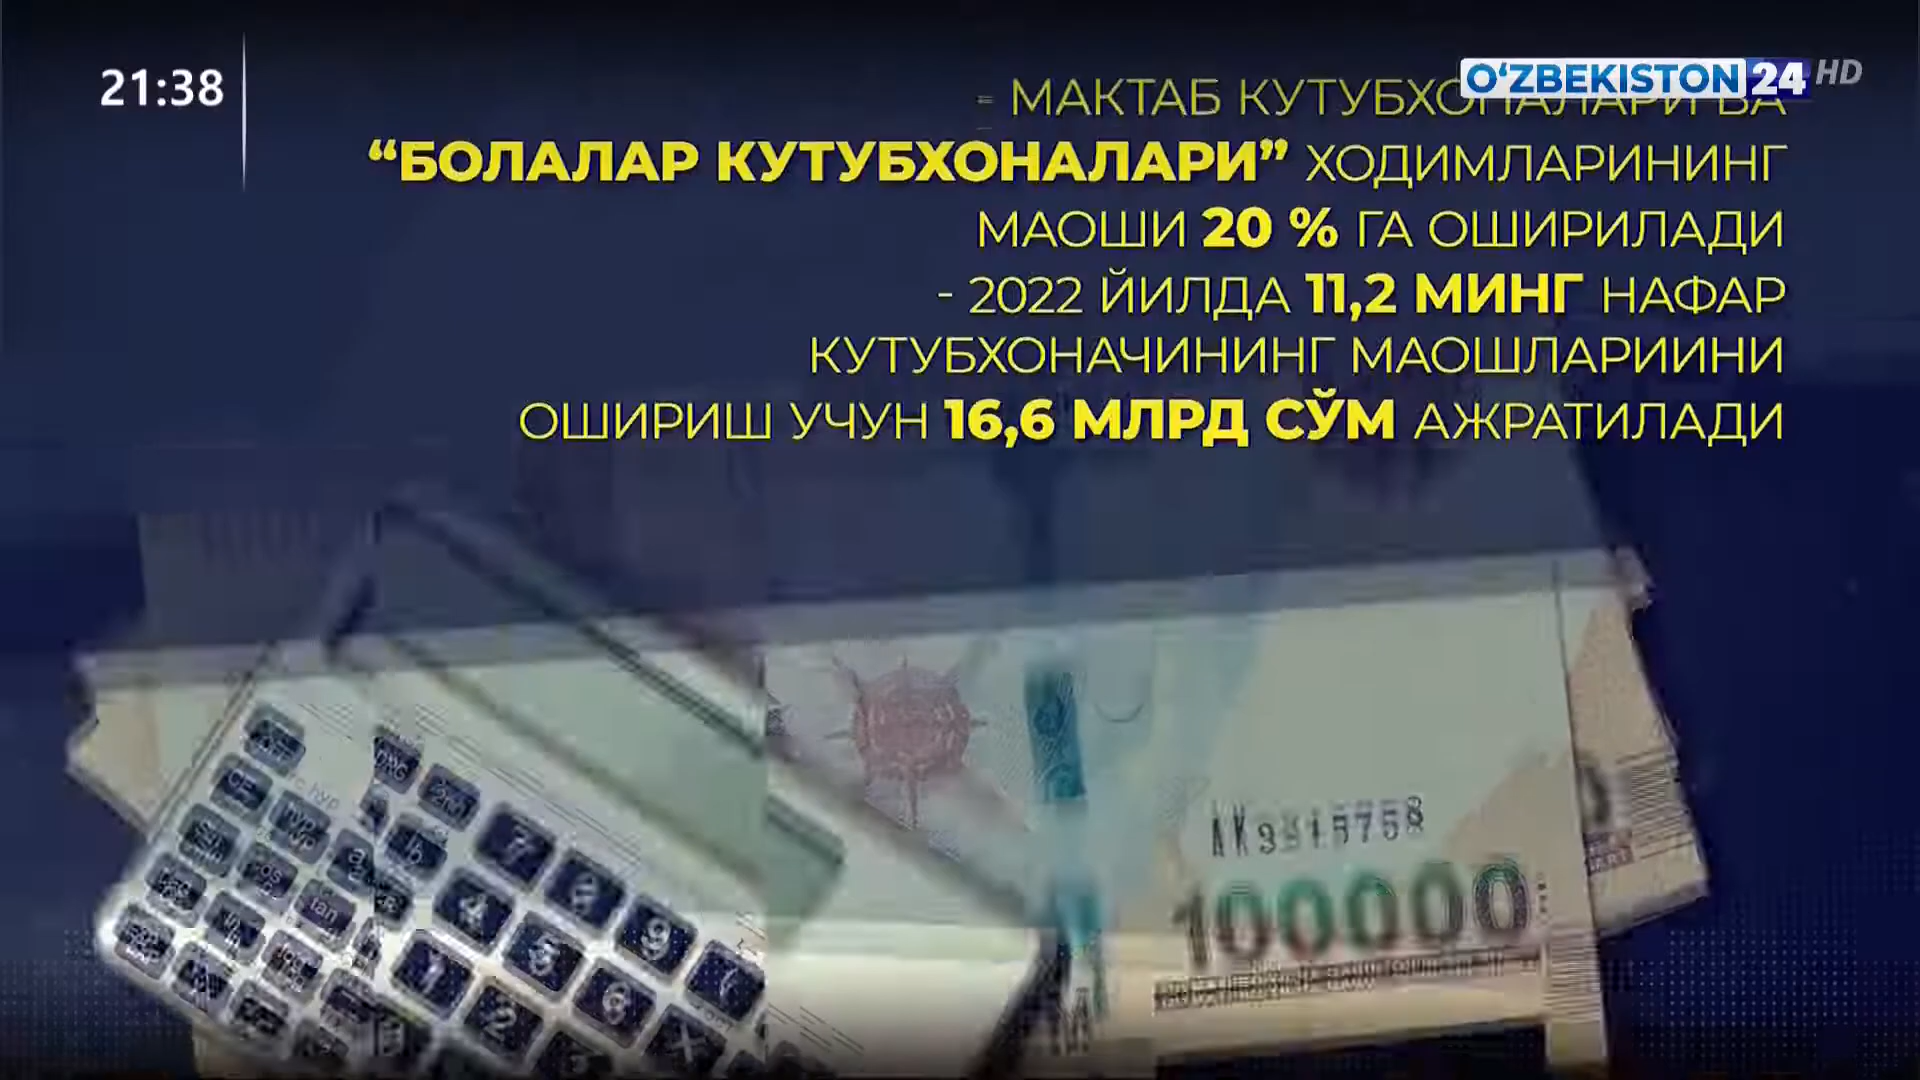 21:38
O‘ZBEKISTON 24 HD
- МАКТАБ КУТУБХОНАЛАРИ ВА
“БОЛАЛАР КУТУБХОНАЛАРИ” ХОДИМЛАРИНИНГ
МАОШИ 20 % ГА ОШИРИЛАДИ
- 2022 ЙИЛДА 11,2 МИНГ НАФАР
КУТУБХОНАЧИНИНГ МАОШЛАРИИНИ
ОШИРИШ УЧУН 16,6 МЛРД СЎМ АЖРАТИЛАДИ
100000